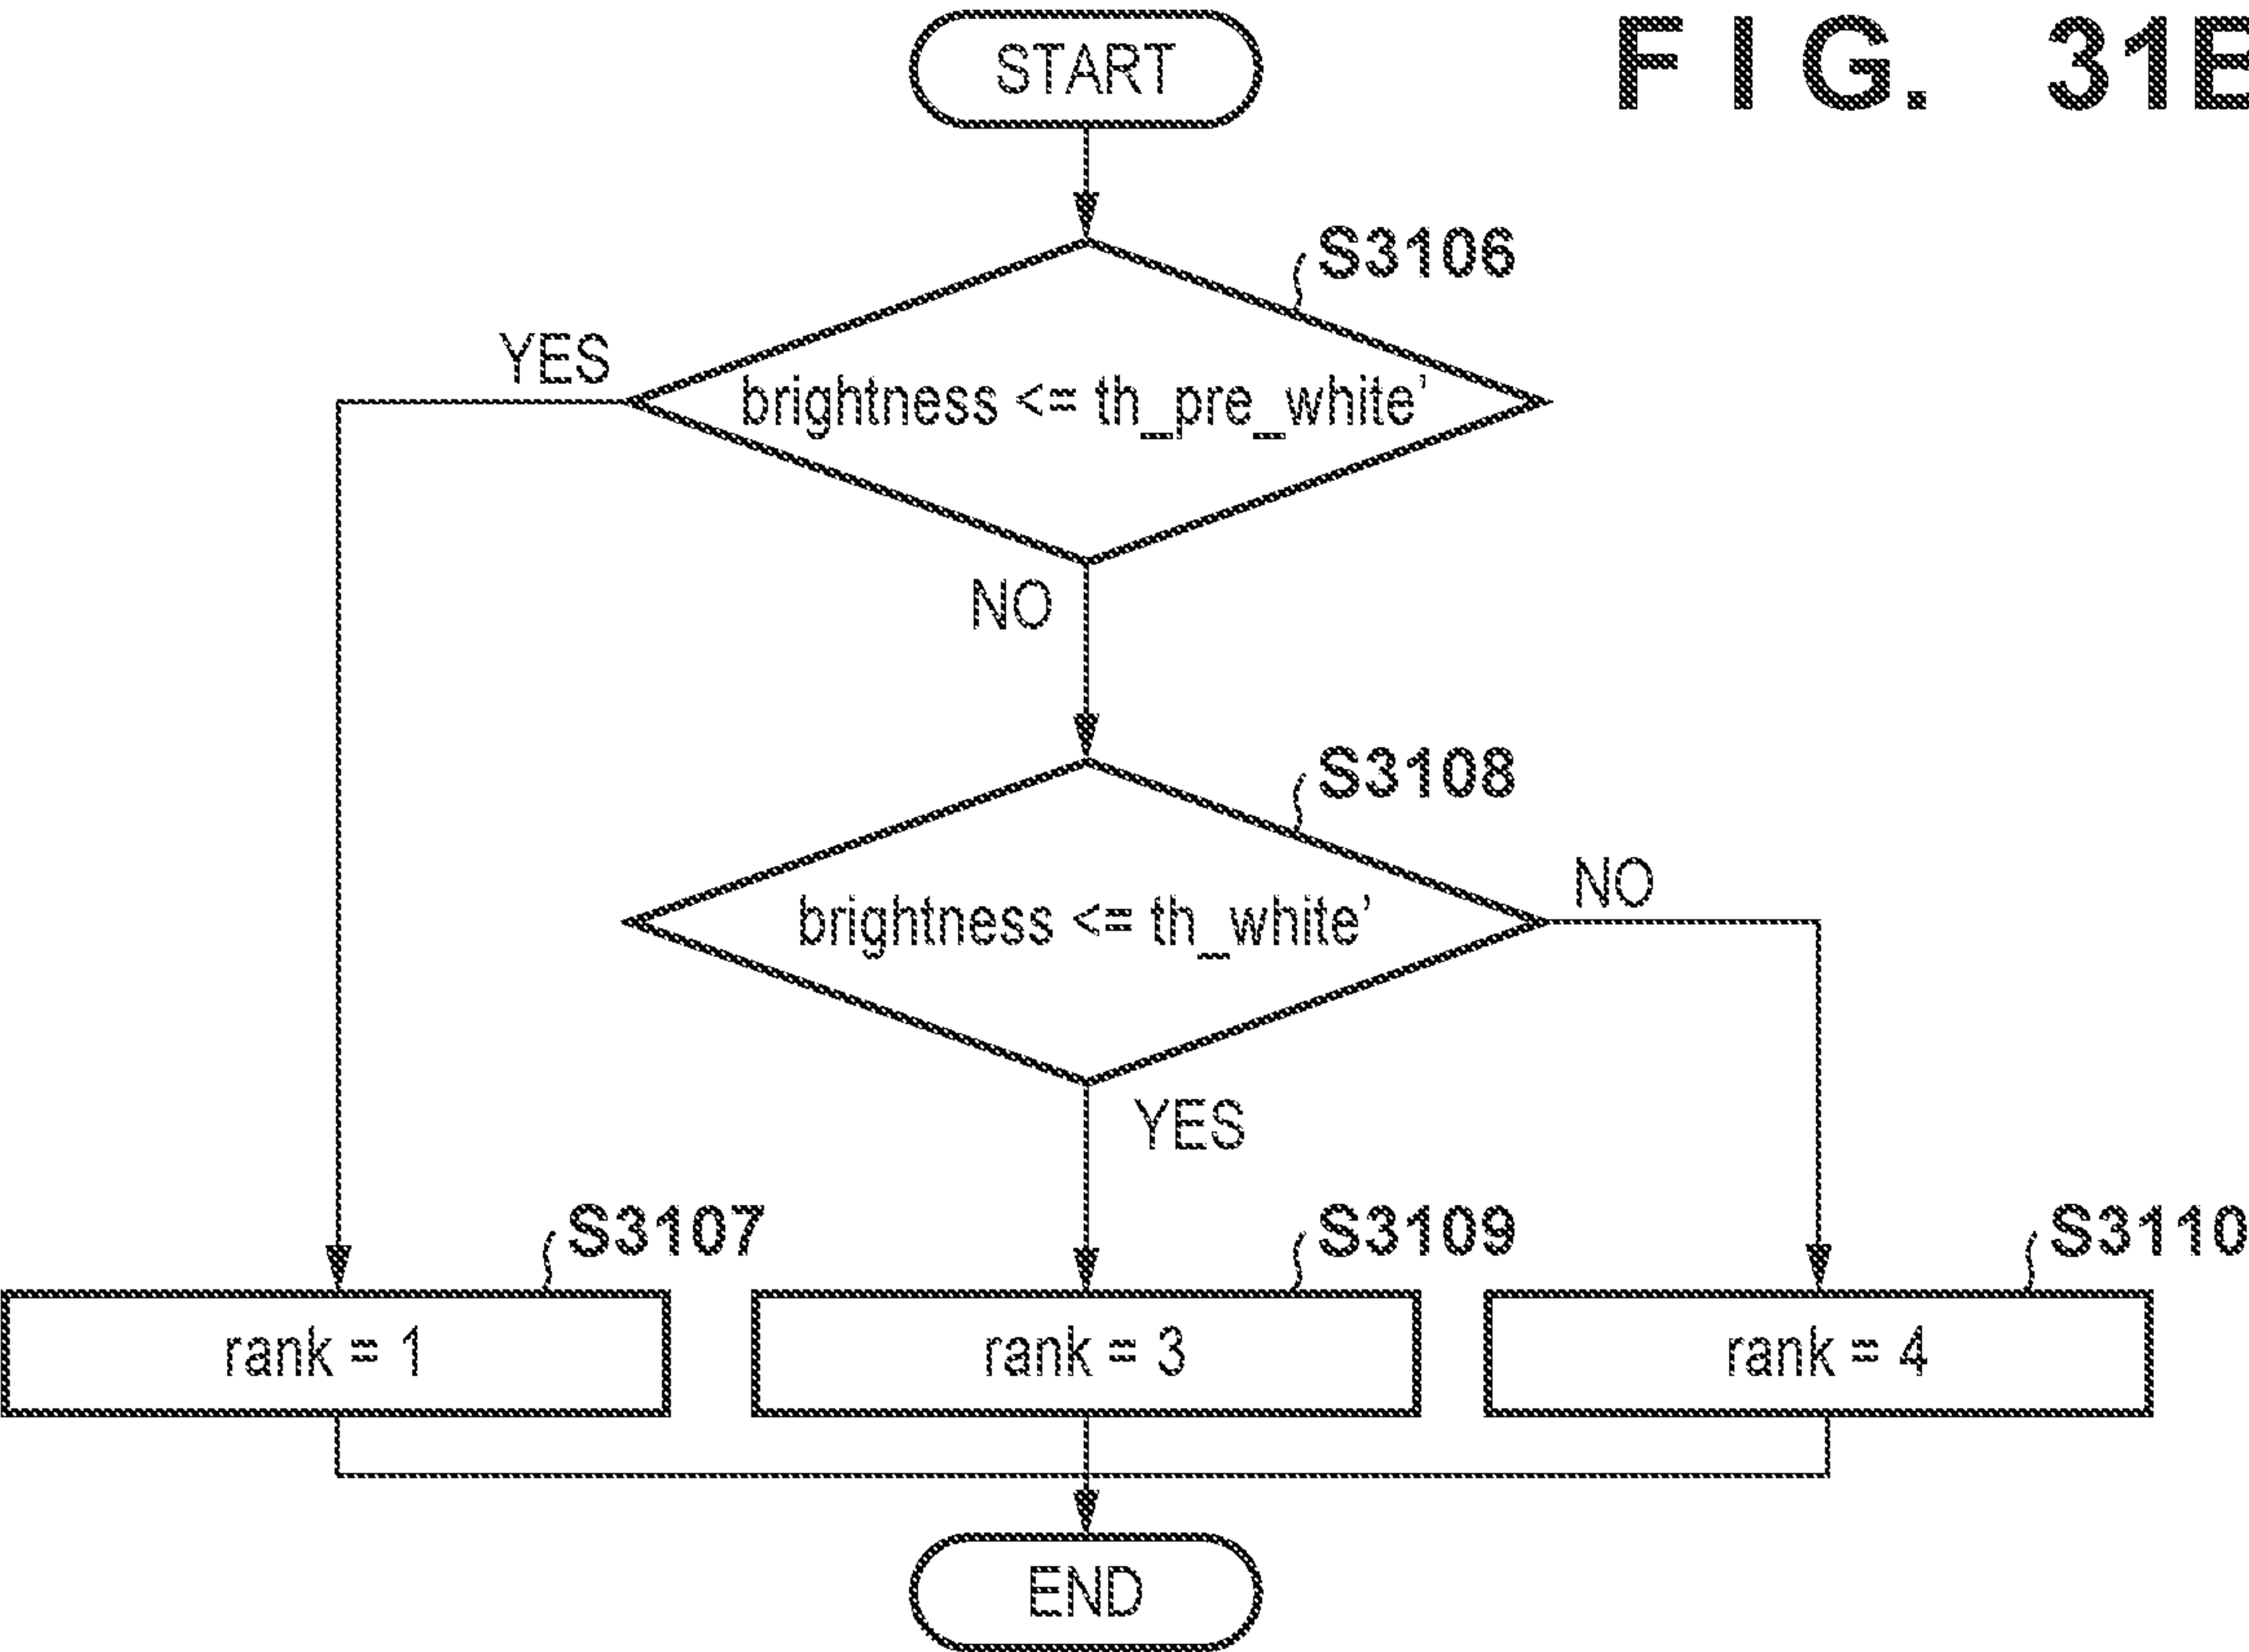 START
FIG. 31B
S3106
YES
brightness <= th_pre_white’
NO
S3108
NO
brightness <= th_white’
YES
S3107
S3109
S3110
rank = 1
rank = 3
rank = 4
END